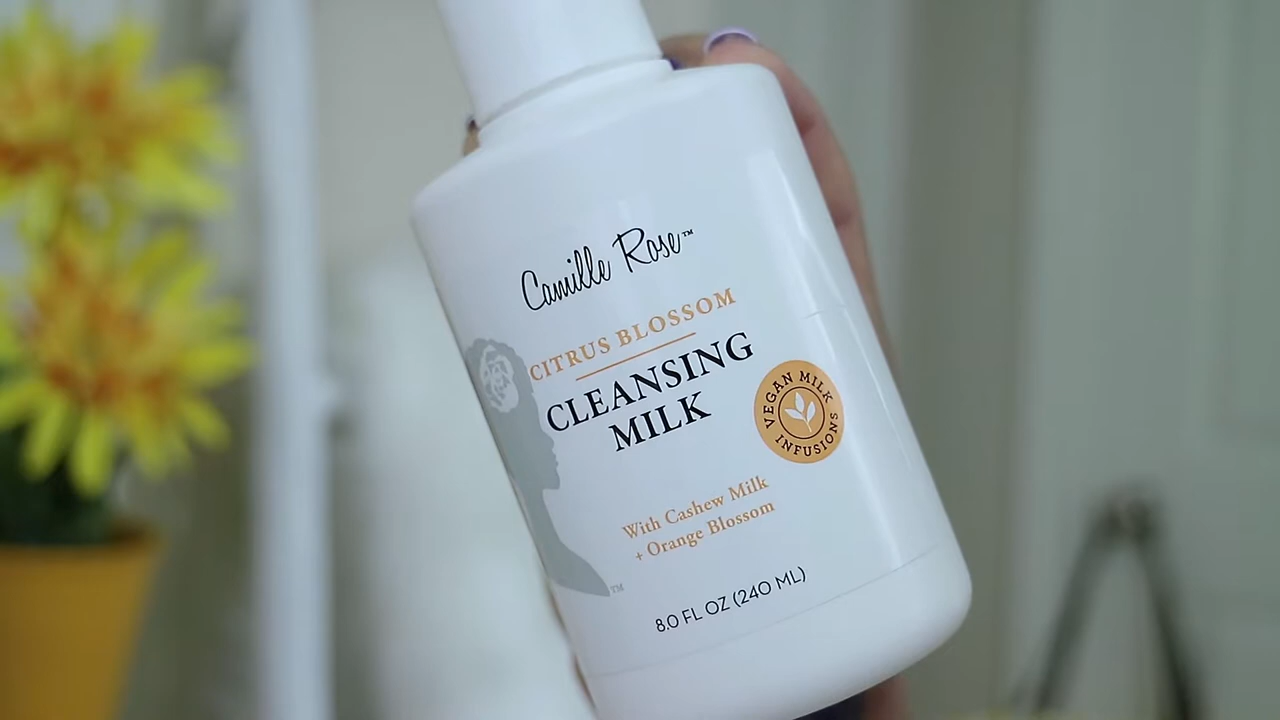 Camille Rose™
CITRUS BLOSSOM
CLEANSING
MILK
VEGAN MILK
INFUSIONS
With Cashew Milk
+ Orange Blossom
™
8.0 FL OZ (240 ML)